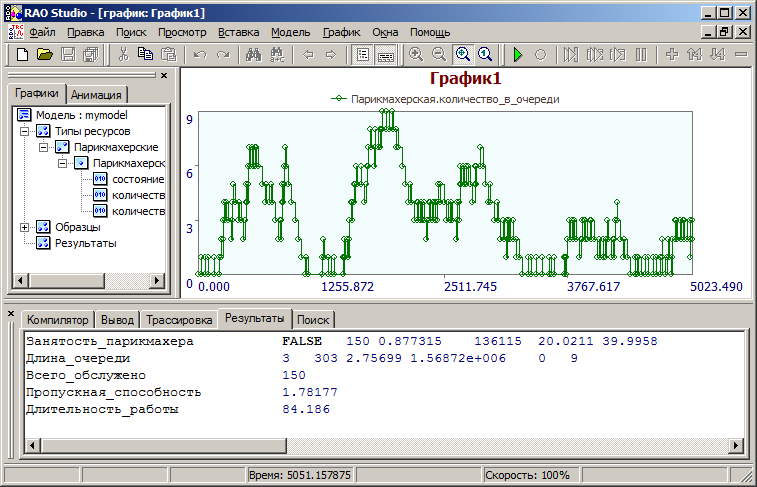 RAO Studio - [график: График1]
Файл Правка Поиск Просмотр Вставка Модель График Окна Помощь
Графики Анимация
Модель : mymodel
Типы ресурсов
Парикмахерские
Парикмахерск
состояние
количеств
количеств
Образцы
Результаты
График1
Парикмахерская.количество_в_очереди
9
6
3
0
0.000 1255.872 2511.745 3767.617 5023.490
Компилятор Вывод Трассировка Результаты Поиск
Занятость_парикмахера FALSE 150 0.877315 136115 20.0211 39.9958
Длина_очереди 3 303 2.75699 1.56872e+006 0 9
Всего_обслужено 150
Пропускная_способность 1.78177
Длительность_работы 84.186
Время: 5051.157875 Скорость: 100%